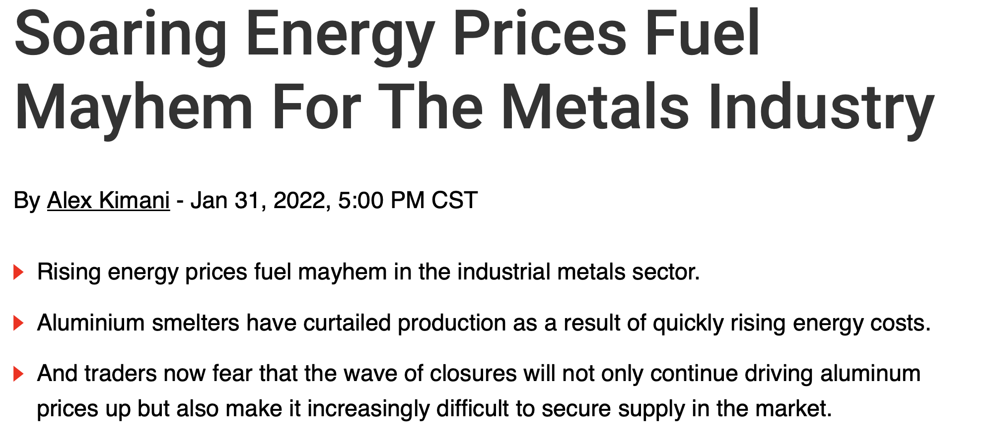 Soaring Energy Prices Fuel
Mayhem For The Metals Industry
By Alex Kimani - Jan 31, 2022, 5:00 PM CST
Rising energy prices fuel mayhem in the industrial metals sector.
Aluminium smelters have curtailed production as a result of quickly rising energy costs.
And traders now fear that the wave of closures will not only continue driving aluminum
prices up but also make it increasingly difficult to secure supply in the market.